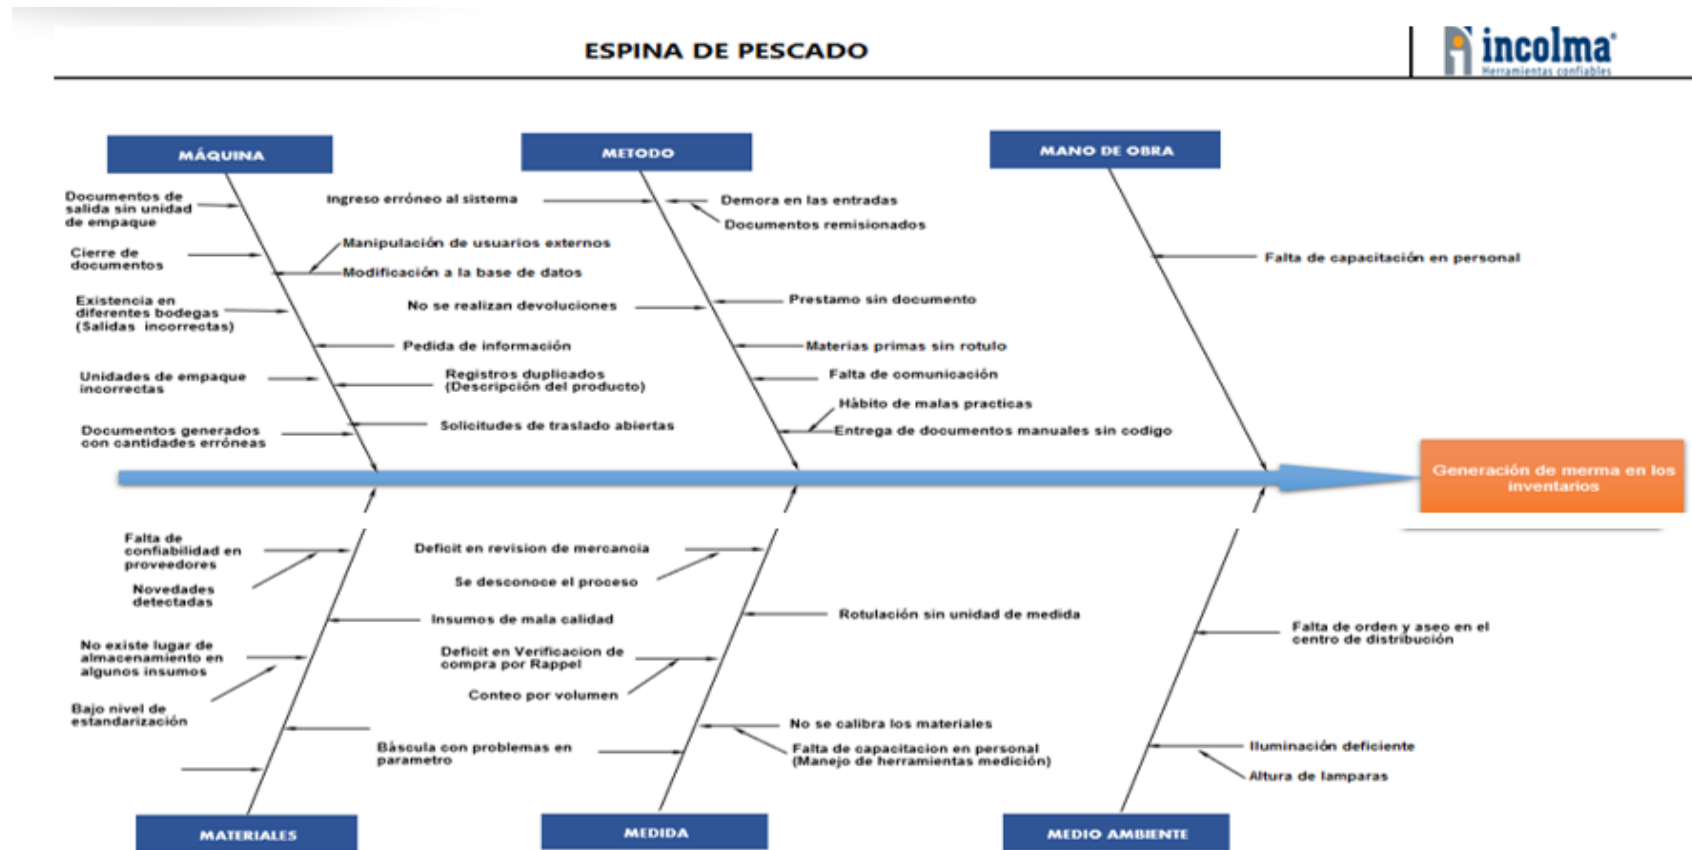 ESPINA DE PESCADO
incolma
Herramientas confiables
MÁQUINA
METODO
MANO DE OBRA
Documentos de
salida sin unidad
de empaque
Cierre de
documentos
Existencia en
diferentes bodegas
(Salidas incorrectas)
Unidades de empaque
incorrectas
Documentos generados
con cantidades erróneas
Manipulación de usuarios externos
Modificación a la base de datos
Pedida de información
Registros duplicados
(Descripción del producto)
Solicitudes de traslado abiertas
Ingreso erróneo al sistema
No se realizan devoluciones
Demora en las entradas
Documentos remisionados
Prestamo sin documento
Materias primas sin rotulo
Falta de comunicación
Hàbito de malas practicas
Entrega de documentos manuales sin codigo
Falta de capacitación en personal
Generación de merma en los
inventarios
Falta de
confiabilidad en
proveedores
Novedades
detectadas
No existe lugar de
almacenamiento en
algunos insumos
Bajo nivel de
estandarización
Insumos de mala calidad
Deficit en revision de mercancia
Se desconoce el proceso
Deficit en Verificacion de
compra por Rappel
Conteo por volumen
Bàscula con problemas en
parametro
Rotulación sin unidad de medida
No se calibra los materiales
Falta de capacitacion en personal
(Manejo de herramientas medición)
Falta de orden y aseo en el
centro de distribución
Iluminación deficiente
Altura de lamparas
MATERIALES
MEDIDA
MEDIO AMBIENTE